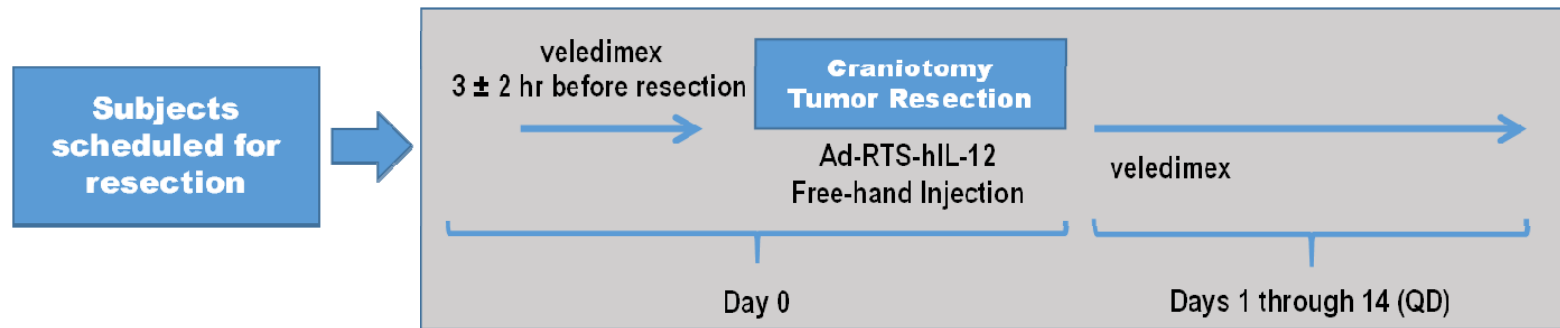 Subjects
scheduled for
resection
veledimex
3 ± 2 hr before resection
Craniotomy
Tumor Resection
Ad-RTS-hIL-12
Free-hand Injection
veledimex
Day 0
Days 1 through 14 (QD)